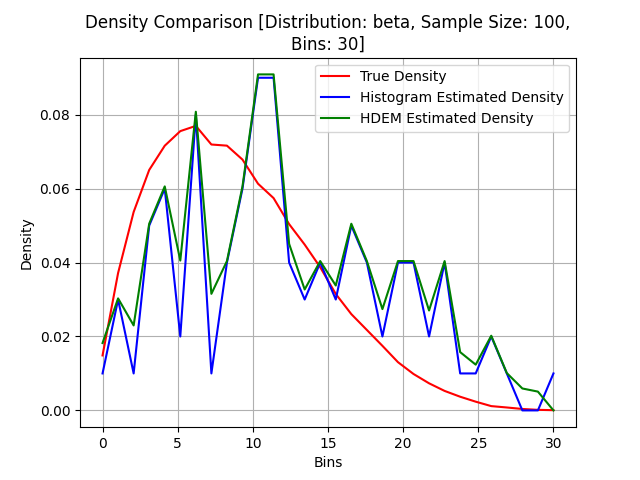 Density Comparison [Distribution: beta, Sample Size: 100,
Bins: 30]
True Density
Histogram Estimated Density
HDEM Estimated Density
Density
0.08
0.06
0.04
0.02
0.00
0 5 10 15 20 25 30
Bins